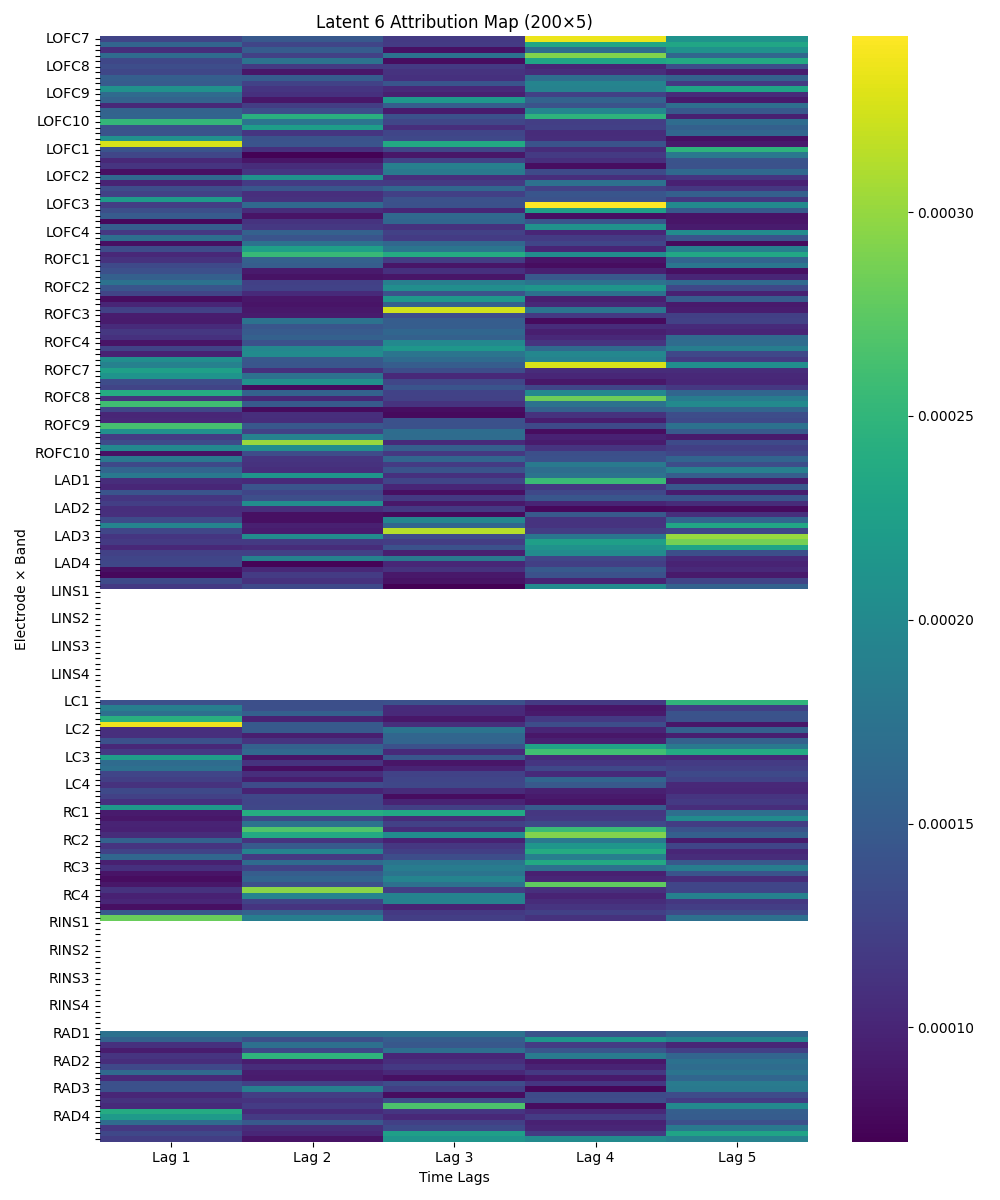 Latent 6 Attribution Map (200×5)
LOFC7
LOFC8
LOFC9
LOFC10
LOFC1
LOFC2
LOFC3
LOFC4
ROFC1
ROFC2
ROFC3
ROFC4
ROFC7
ROFC8
ROFC9
ROFC10
LAD1
LAD2
LAD3
LAD4
LINS1
LINS2
LINS3
LINS4
LC1
LC2
LC3
LC4
RC1
RC2
RC3
RC4
RINS1
RINS2
RINS3
RINS4
RAD1
RAD2
RAD3
RAD4
Electrode × Band
Lag 1 Lag 2 Lag 3 Lag 4 Lag 5
Time Lags
0.00030
0.00025
0.00020
0.00015
0.00010